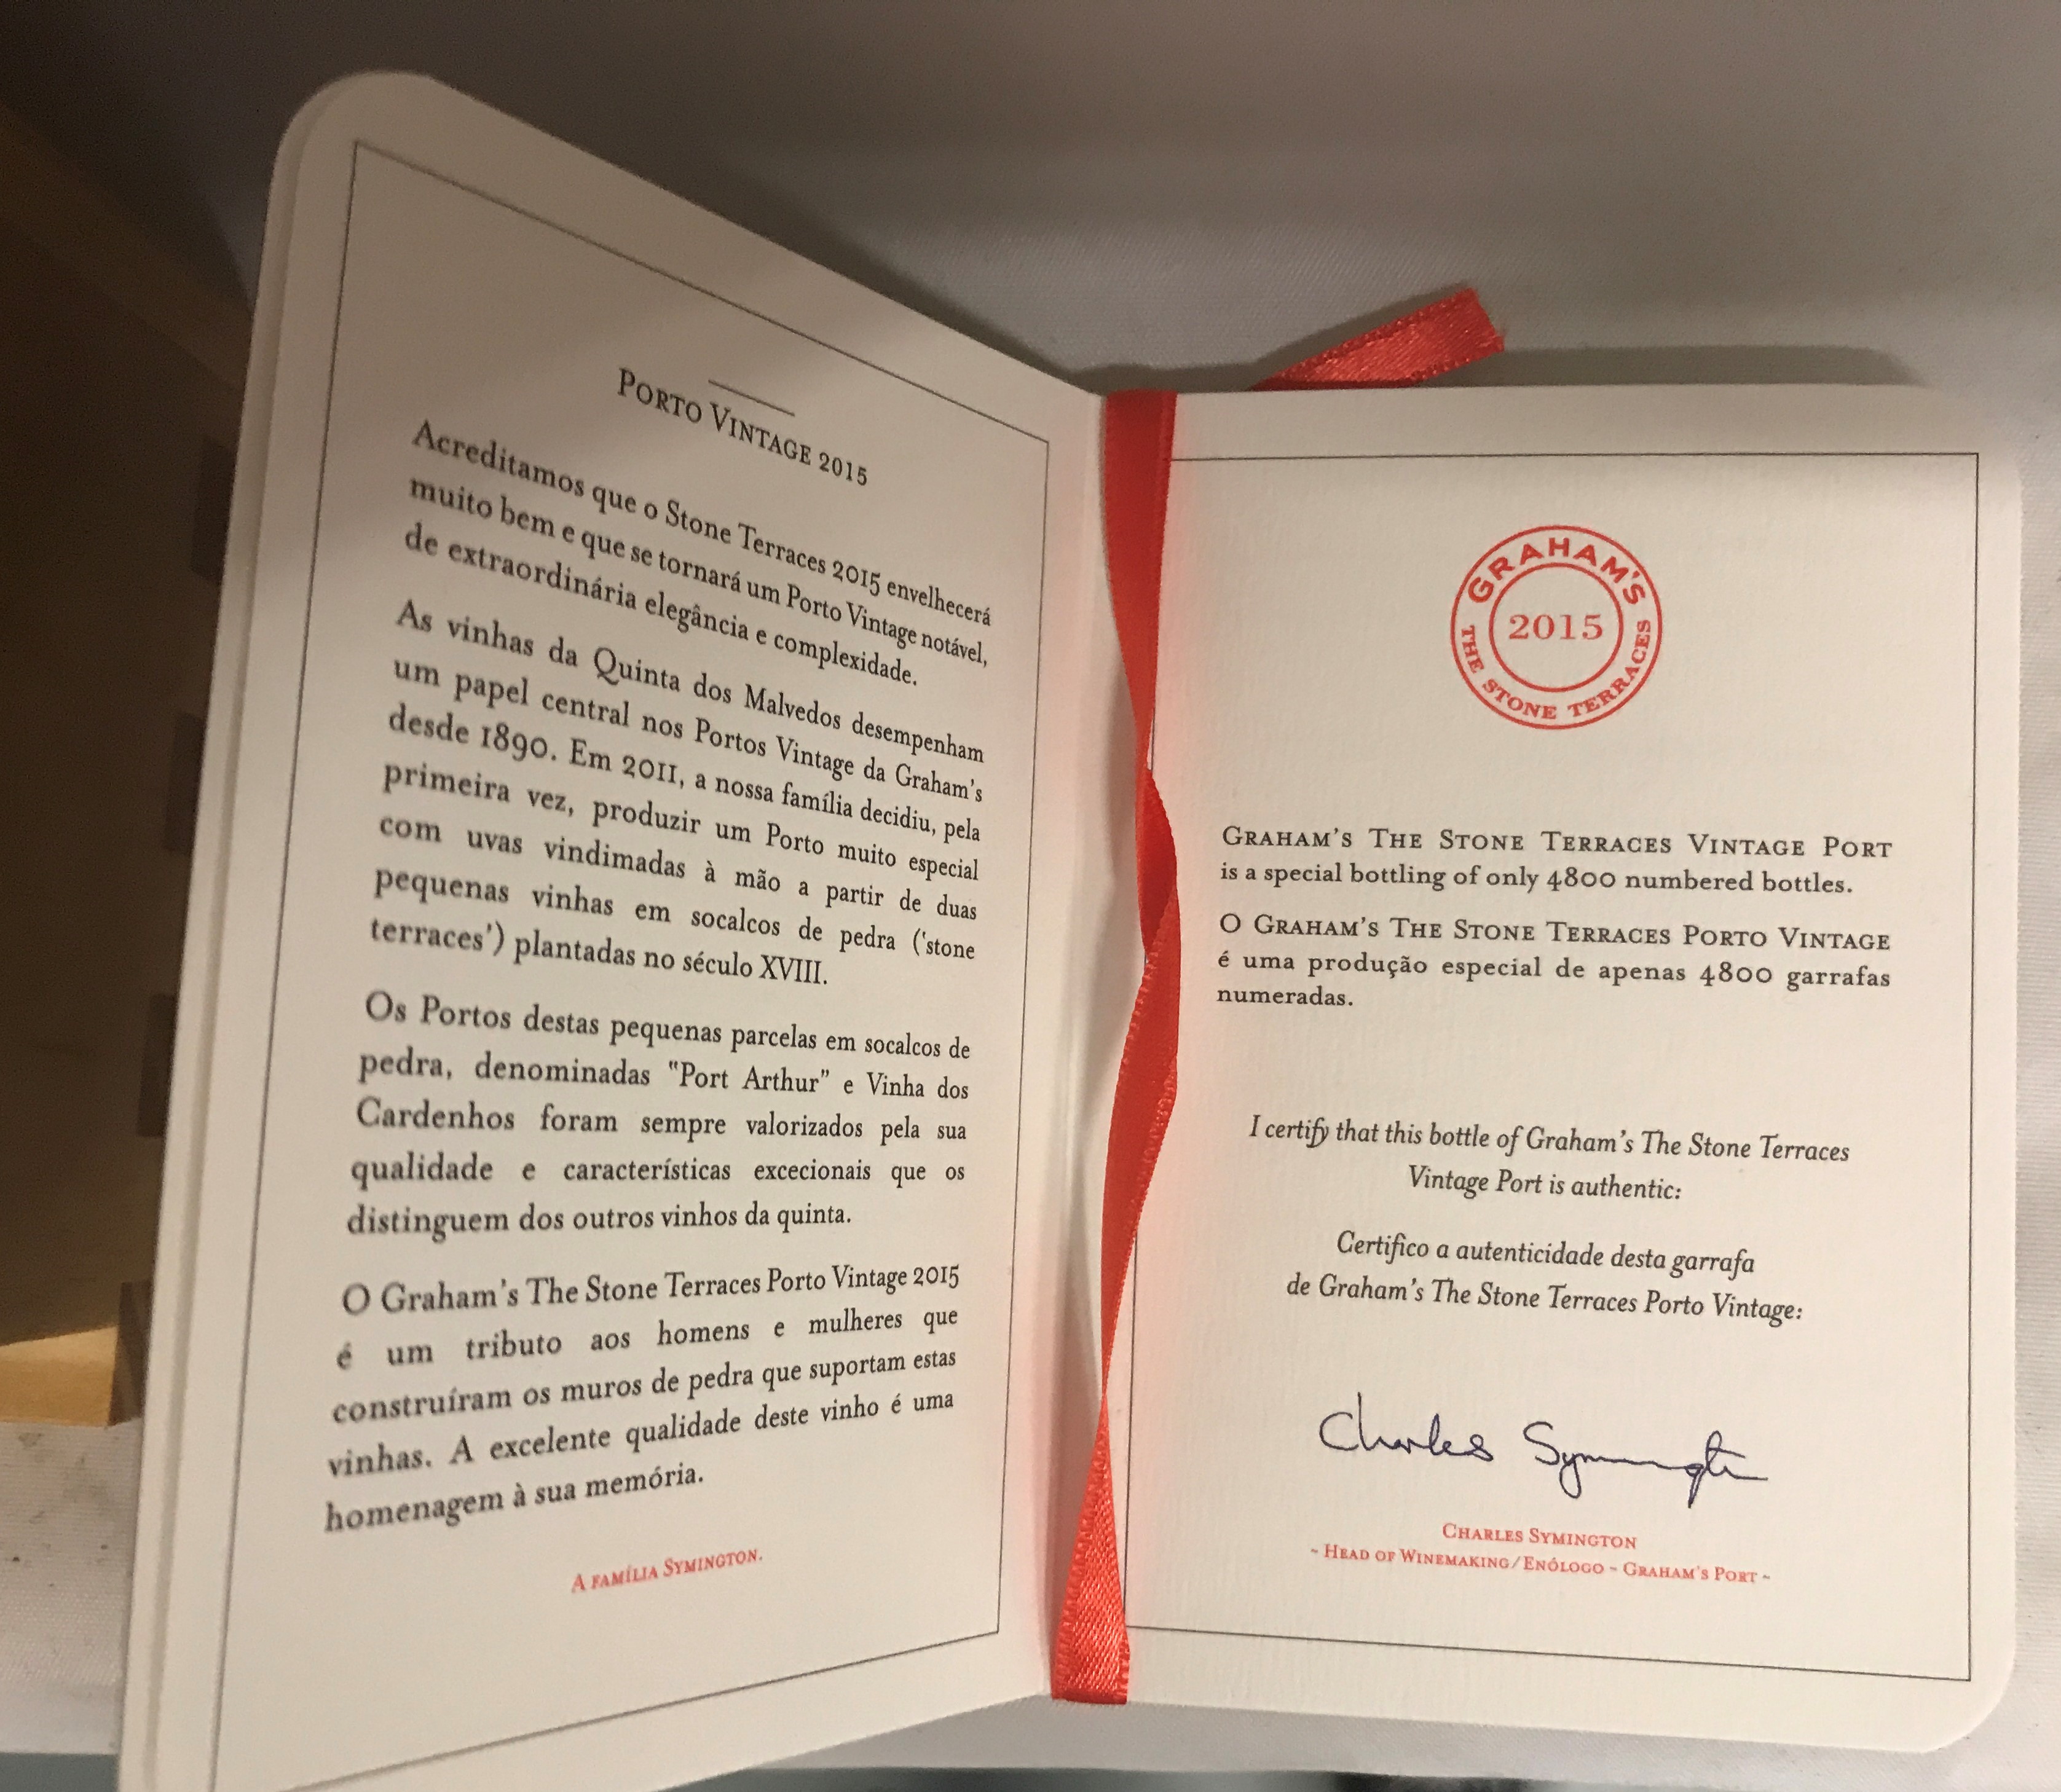 PORTO VINTAGE 2015
Acreditamos que o Stone Terraces 2015 envelhecerá
muito bem e que se tornará um Porto Vintage notável,
de extraordinária elegância e complexidade.
As vinhas da Quinta dos Malvedos desempenham
um papel central nos Portos Vintage da Graham's
desde 1890. Em 2011, a nossa família decidiu, pela
primeira vez, produzir um Porto muito especial
com uvas vindimadas à mão a partir de duas
pequenas vinhas em socalcos de pedra ('stone
terraces') plantadas no século XVIII.
Os Portos destas pequenas parcelas em socalcos de
pedra, denominadas "Port Arthur" e Vinha dos
Cardenhos foram sempre valorizados pela sua
qualidade e características excecionais que os
distinguem dos outros vinhos da quinta.
O Graham's The Stone Terraces Porto Vintage 2015
é um tributo aos homens e mulheres que
construíram os muros de pedra que suportam estas
vinhas. A excelente qualidade deste vinho é uma
homenagem à sua memória.
A FAMÍLIA SYMINGTON.
GRAHAM'S
2015
THE STONE TERRACES
GRAHAM'S THE STONE TERRACES VINTAGE PORT
is a special bottling of only 4800 numbered bottles.
O GRAHAM'S THE STONE TERRACES PORTO VINTAGE
é uma produção especial de apenas 4800 garrafas
numeradas.
I certify that this bottle of Graham's The Stone Terraces
Vintage Port is authentic:
Certifico a autenticidade desta garrafa
de Graham's The Stone Terraces Porto Vintage:
Charles Symington
CHARLES SYMINGTON
~ HEAD OF WINEMAKING/ENÓLOGO ~ GRAHAM'S PORT ~